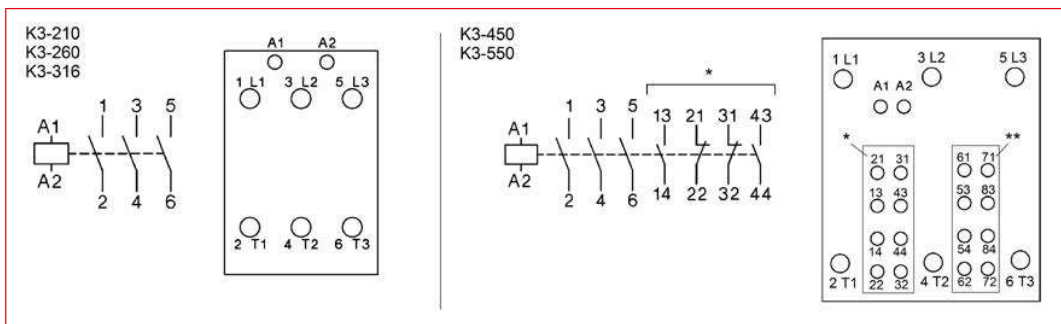 K3-210
K3-260
K3-316
A1 A2
1 L1 3 L2 5 L3
1 3 5
A1
A2
2 4 6
2 T1 4 T2 6 T3
K3-450
K3-550
*
1 3 5 13 21 31 43
A1
A2
2 4 6 14 22 32 44
1 L1 3 L2 5 L3
A1 A2
* **
21 31 61 71
13 43 53 83
14 44 54 84
22 32 62 72
2 T1 4 T2 6 T3